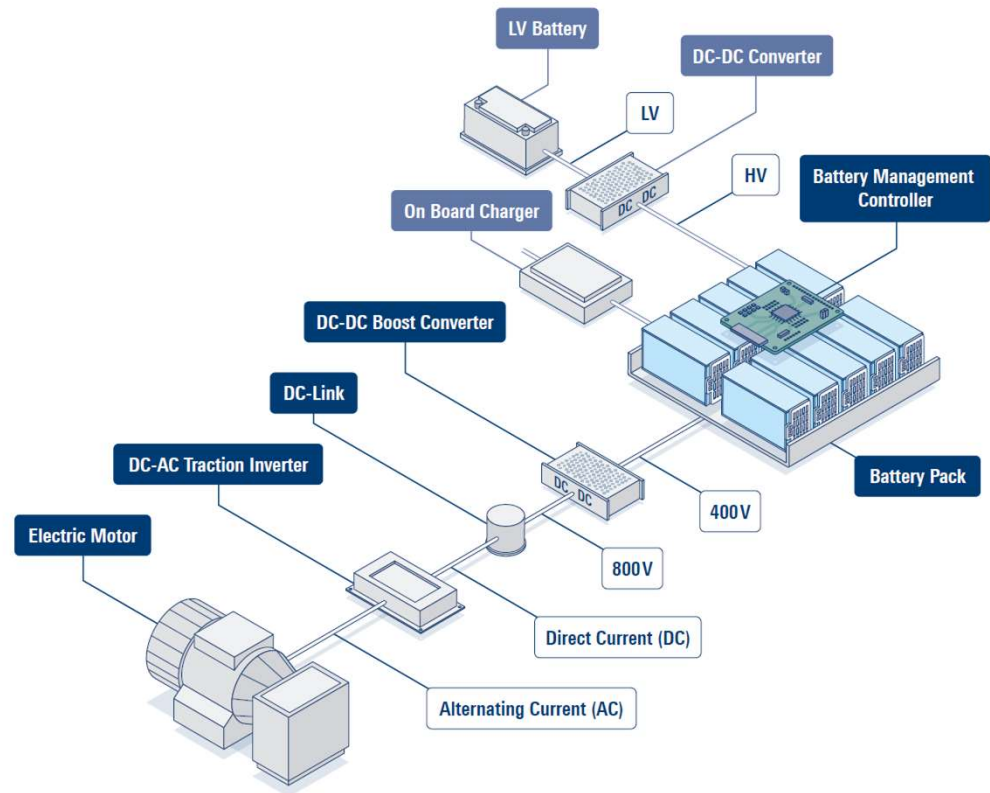 LV Battery
DC-DC Converter
LV
DC DC
HV
Battery Management
Controller
On Board Charger
DC-DC Boost Converter
DC-Link
DC-AC Traction Inverter
DC DC
Battery Pack
400V
Electric Motor
800V
Direct Current (DC)
Alternating Current (AC)